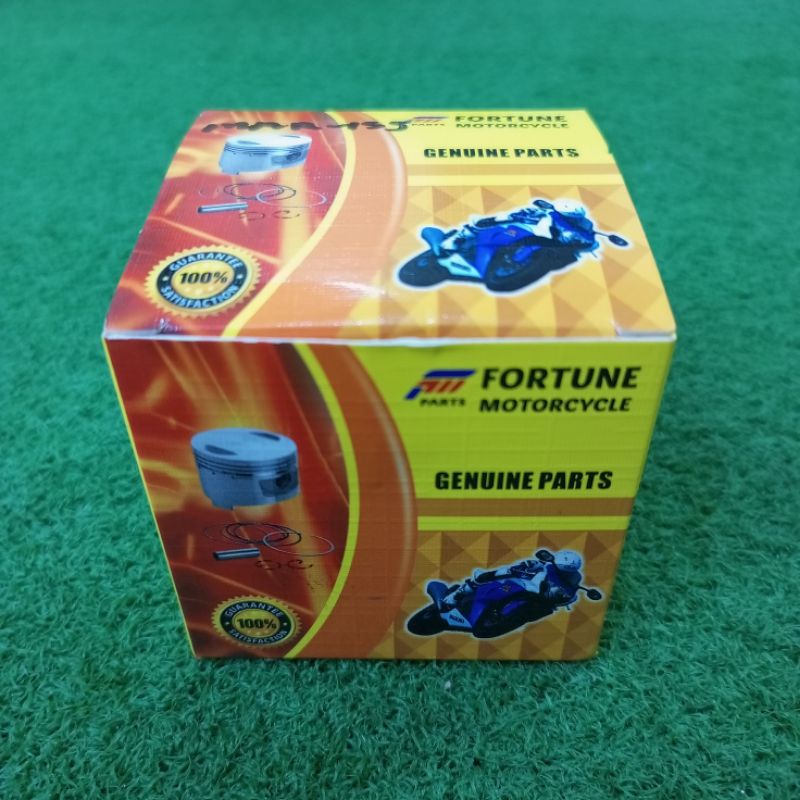 PARTS FORTUNE
MOTORCYCLE
GENUINE PARTS
GUARANTEE
100%
SATISFACTION
PARTS
FORTUNE
MOTORCYCLE
GENUINE PARTS
GUARANTEE
100%
SATISFACTION